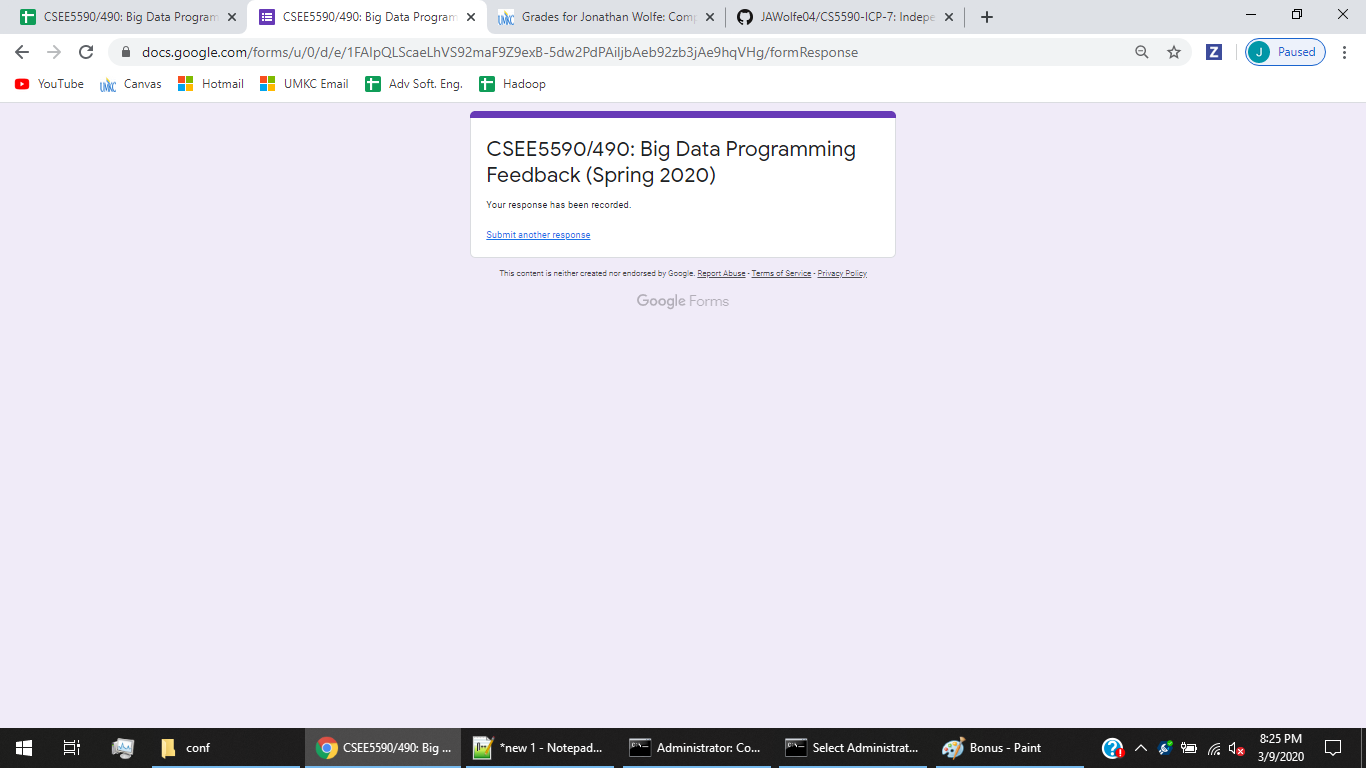 CSEE5590/490: Big Data Program
CSEE5590/490: Big Data Program
Grades for Jonathan Wolfe: Comp
JAWolfe04/CS5590-ICP-7: Indepe
docs.google.com/forms/u/0/d/e/1FAIpQLScaeLhVS92maF9Z9exB-5dw2PdPAiljbAeb92zb3jAe9hqVHg/formResponse
Z
J Paused
YouTube
UMKC Canvas
Hotmail
UMKC Email
Adv Soft. Eng.
Hadoop
CSEE5590/490: Big Data Programming
Feedback (Spring 2020)
Your response has been recorded.
Submit another response
This content is neither created nor endorsed by Google. Report Abuse - Terms of Service - Privacy Policy
Google Forms
conf
CSEE5590/490: Big ...
*new 1 - Notepad...
Administrator: Co...
Select Administrat...
Bonus - Paint
8:25 PM
3/9/2020